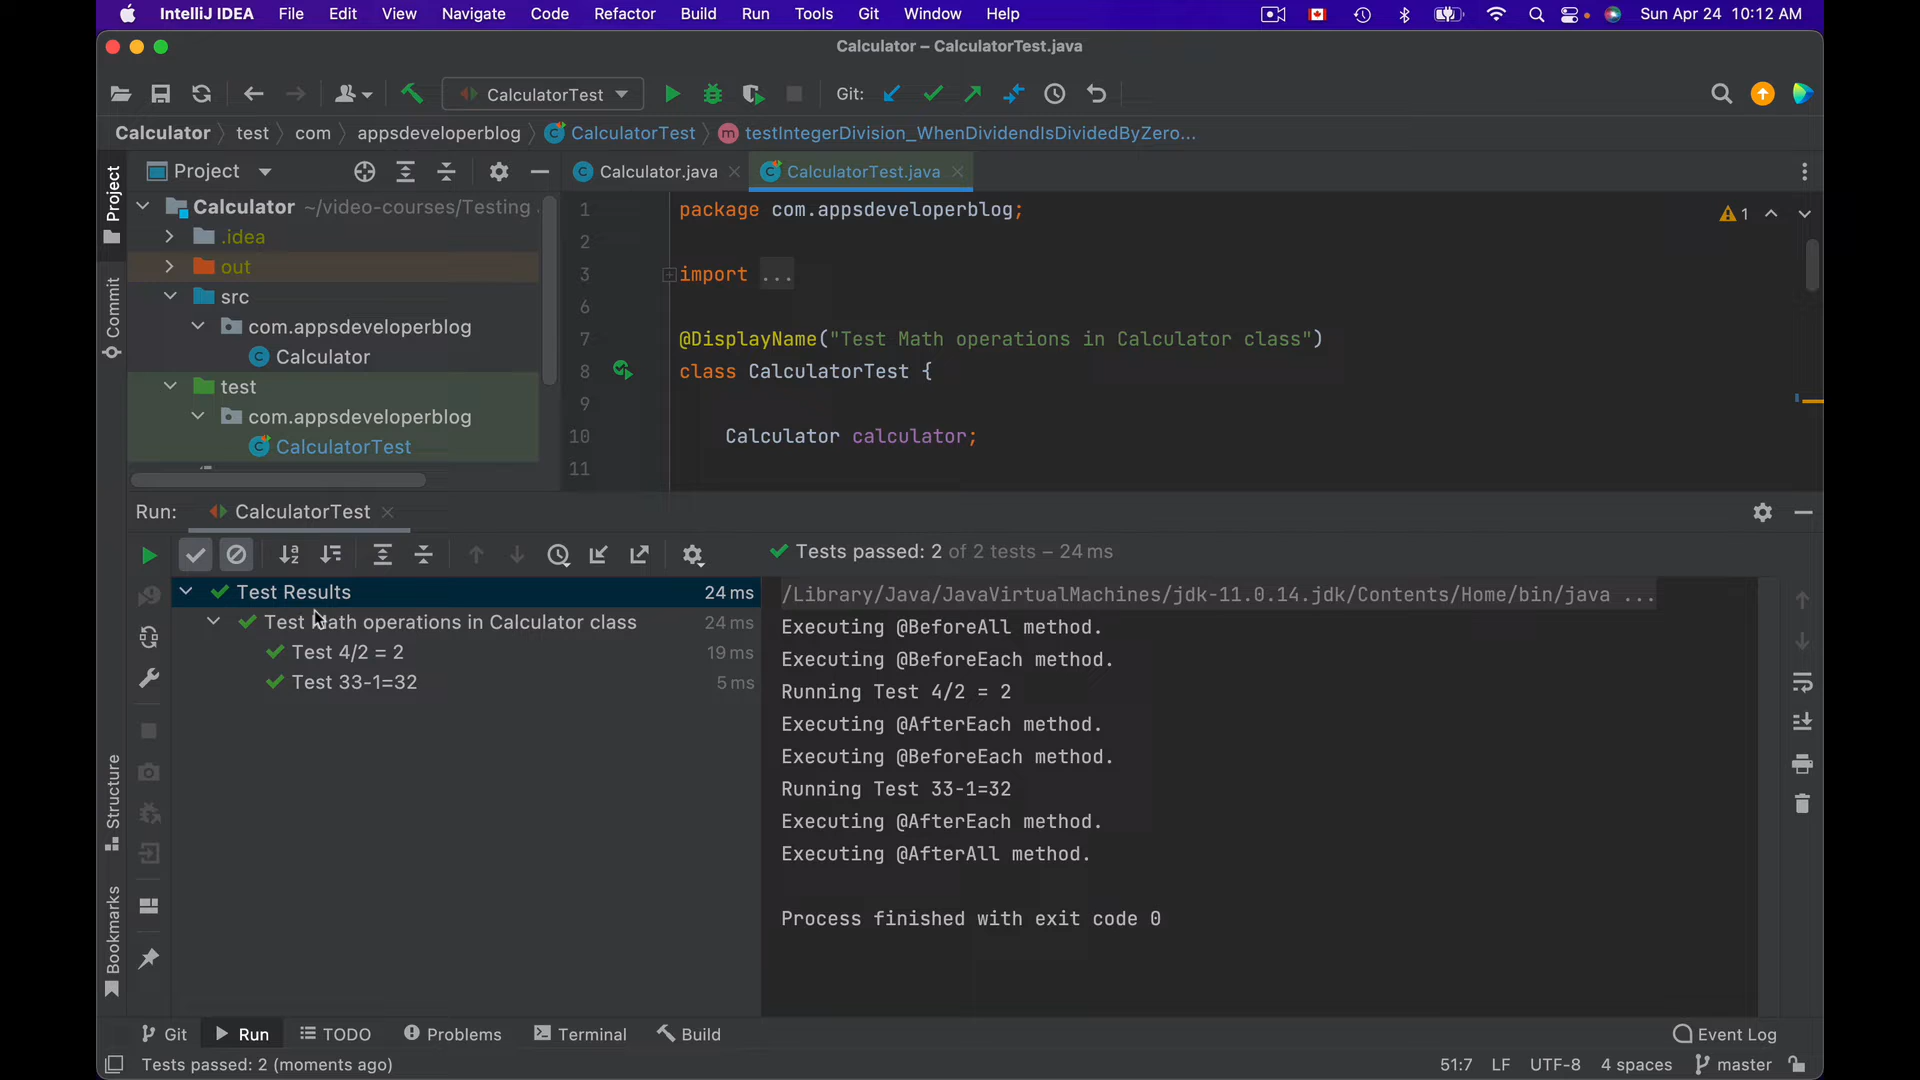 IntelliJ IDEA File Edit View Navigate Code Refactor Build Run Tools Git Window Help Sun Apr 24 10:12 AM
Calculator – CalculatorTest.java
CalculatorTest Git:
Calculator test com appsdeveloperblog CalculatorTest m testIntegerDivision_WhenDividendIsDividedByZero...
Project
Project
Calculator.java
CalculatorTest.java
Calculator ~/video-courses/Testing
.idea
out
src
com.appsdeveloperblog
Calculator
test
com.appsdeveloperblog
CalculatorTest
Commit
1 package com.appsdeveloperblog;
2
3 import ...
6
7 @DisplayName("Test Math operations in Calculator class")
8 class CalculatorTest {
9
10 Calculator calculator;
11
1
Run: CalculatorTest
Tests passed: 2 of 2 tests – 24 ms
Test Results 24 ms
Test Math operations in Calculator class 24 ms
Test 4/2 = 2 19 ms
Test 33-1=32 5 ms
/Library/Java/JavaVirtualMachines/jdk-11.0.14.jdk/Contents/Home/bin/java ...
Executing @BeforeAll method.
Executing @BeforeEach method.
Running Test 4/2 = 2
Executing @AfterEach method.
Executing @BeforeEach method.
Running Test 33-1=32
Executing @AfterEach method.
Executing @AfterAll method.
Process finished with exit code 0
Structure
Bookmarks
Git Run TODO Problems Terminal Build Event Log
Tests passed: 2 (moments ago) 51:7 LF UTF-8 4 spaces master